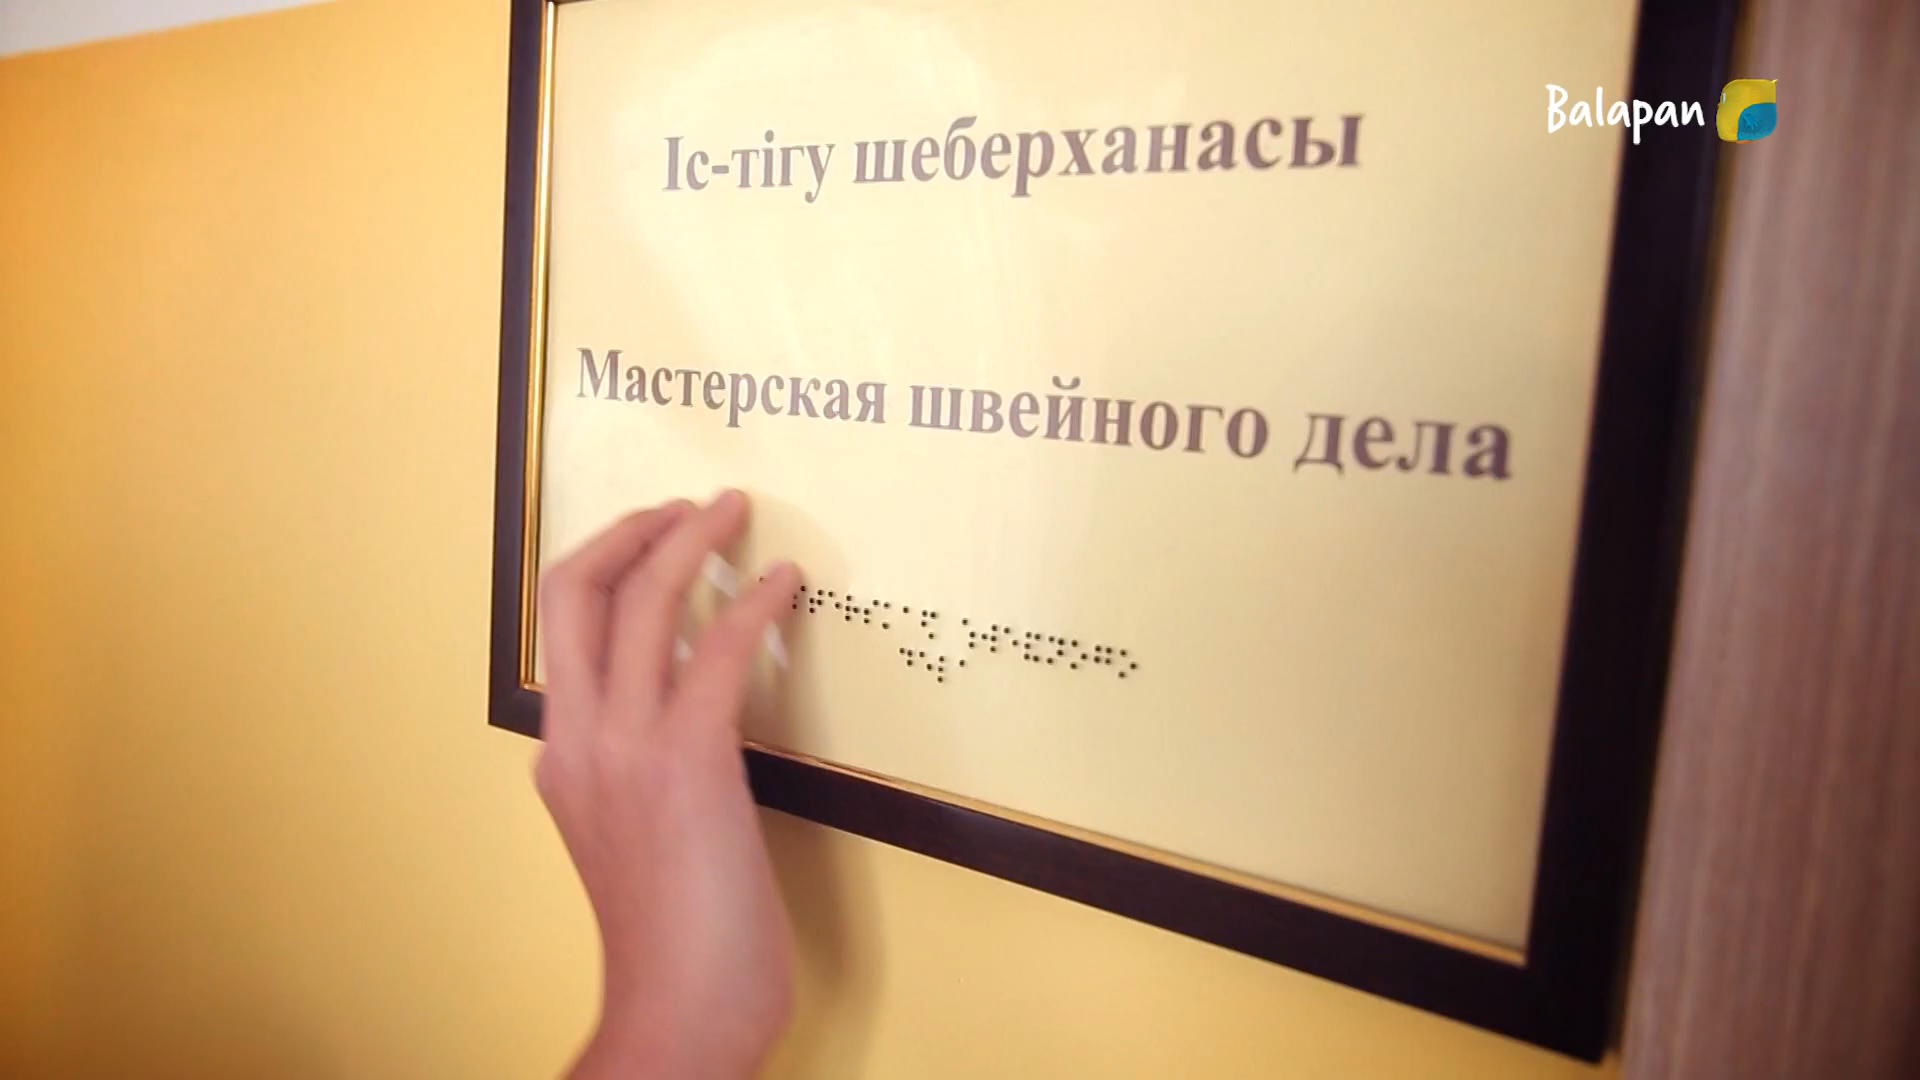 Balapan
Іс-тігу шеберханасы
Мастерская швейного дела